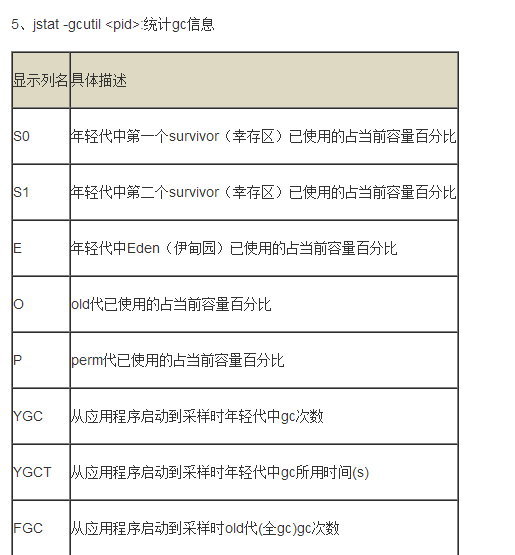 5、jstat -gcutil <pid>:统计gc信息
显示列名 具体描述
S0 年轻代中第一个survivor（幸存区）已使用的占当前容量百分比
S1 年轻代中第二个survivor（幸存区）已使用的占当前容量百分比
E 年轻代中Eden（伊甸园）已使用的占当前容量百分比
O old代已使用的占当前容量百分比
P perm代已使用的占当前容量百分比
YGC 从应用程序启动到采样时年轻代中gc次数
YGCT 从应用程序启动到采样时年轻代中gc所用时间(s)
FGC 从应用程序启动到采样时old代(全gc)gc次数